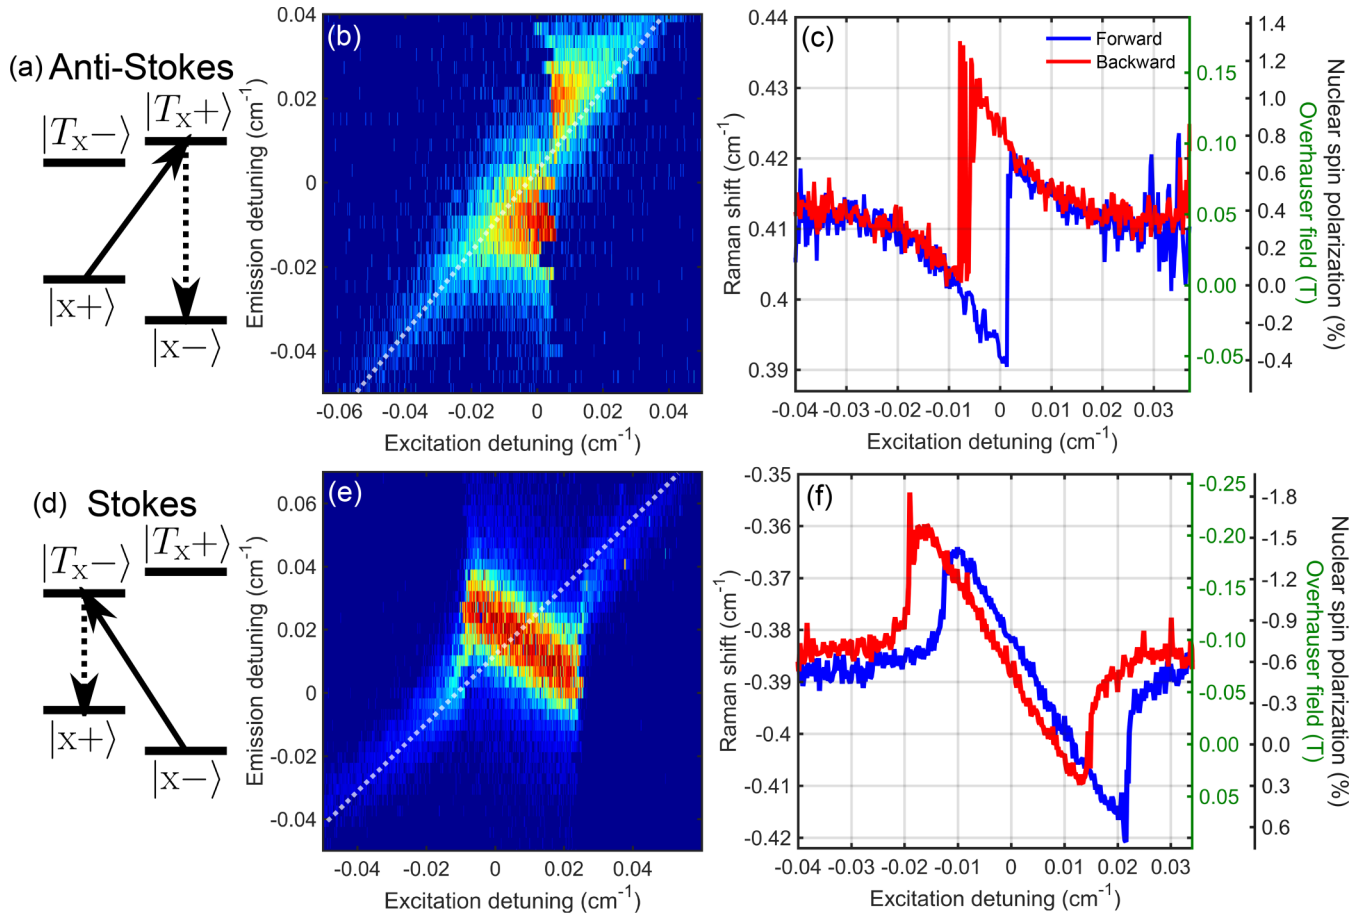 (a) Anti-Stokes
|Tx−⟩
|Tx+⟩
|x+⟩
|x−⟩
(b)
0.04
0.02
0
-0.02
-0.04
Emission detuning (cm-1)
-0.06 -0.04 -0.02 0 0.02 0.04
Excitation detuning (cm-1)
(c)
Forward
Backward
0.44
0.43
0.42
0.41
0.4
0.39
Raman shift (cm-1)
-0.04 -0.03 -0.02 -0.01 0 0.01 0.02 0.03
Excitation detuning (cm-1)
0.15
0.10
0.05
0.00
-0.05
Overhauser field (T)
1.4
1.2
1.0
0.8
0.6
0.4
0.2
0.0
-0.2
-0.4
Nuclear spin polarization (%)
(d) Stokes
|Tx−⟩
|Tx+⟩
|x+⟩
|x−⟩
(e)
0.06
0.04
0.02
0
-0.02
-0.04
Emission detuning (cm-1)
-0.04 -0.02 0 0.02 0.04
Excitation detuning (cm-1)
(f)
-0.35
-0.36
-0.37
-0.38
-0.39
-0.4
-0.41
-0.42
Raman shift (cm-1)
-0.04 -0.03 -0.02 -0.01 0 0.01 0.02 0.03
Excitation detuning (cm-1)
-0.25
-0.20
-0.15
-0.10
-0.05
0.00
0.05
Overhauser field (T)
-1.8
-1.5
-1.2
-0.9
-0.6
-0.3
0.0
0.3
0.6
Nuclear spin polarization (%)